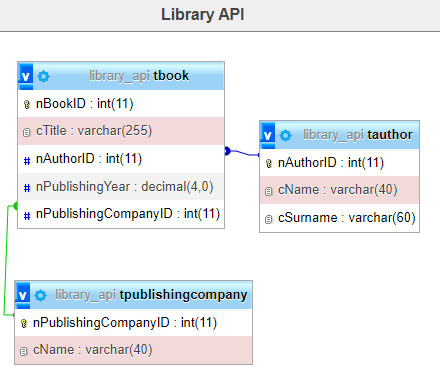 Library API
v library_api tbook
nBookID : int(11)
cTitle : varchar(255)
# nAuthorID : int(11)
# nPublishingYear : decimal(4,0)
# nPublishingCompanyID : int(11)
v library_api tauthor
nAuthorID : int(11)
cName : varchar(40)
cSurname : varchar(60)
v library_api tpublishingcompany
nPublishingCompanyID : int(11)
cName : varchar(40)